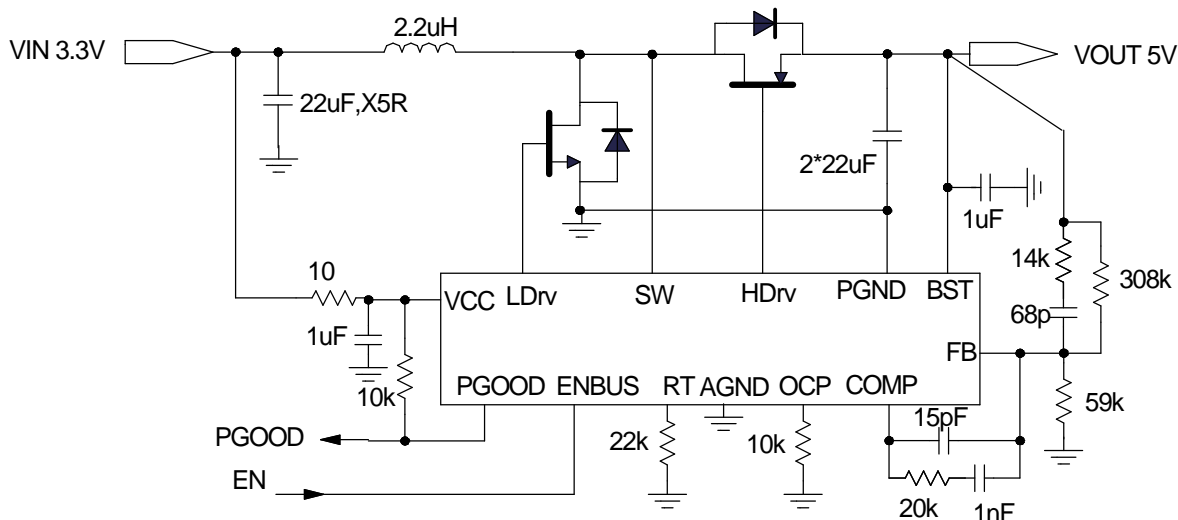 2.2uH
VIN 3.3V
VOUT 5V
22uF,X5R
2*22uF
1uF
14k
308k
10
68p
VCC
LDrv
SW
HDrv
PGND
BST
1uF
FB
10k
PGOOD
ENBUS
RT
AGND
OCP
COMP
59k
15pF
PGOOD
22k
10k
EN
20k
1nF